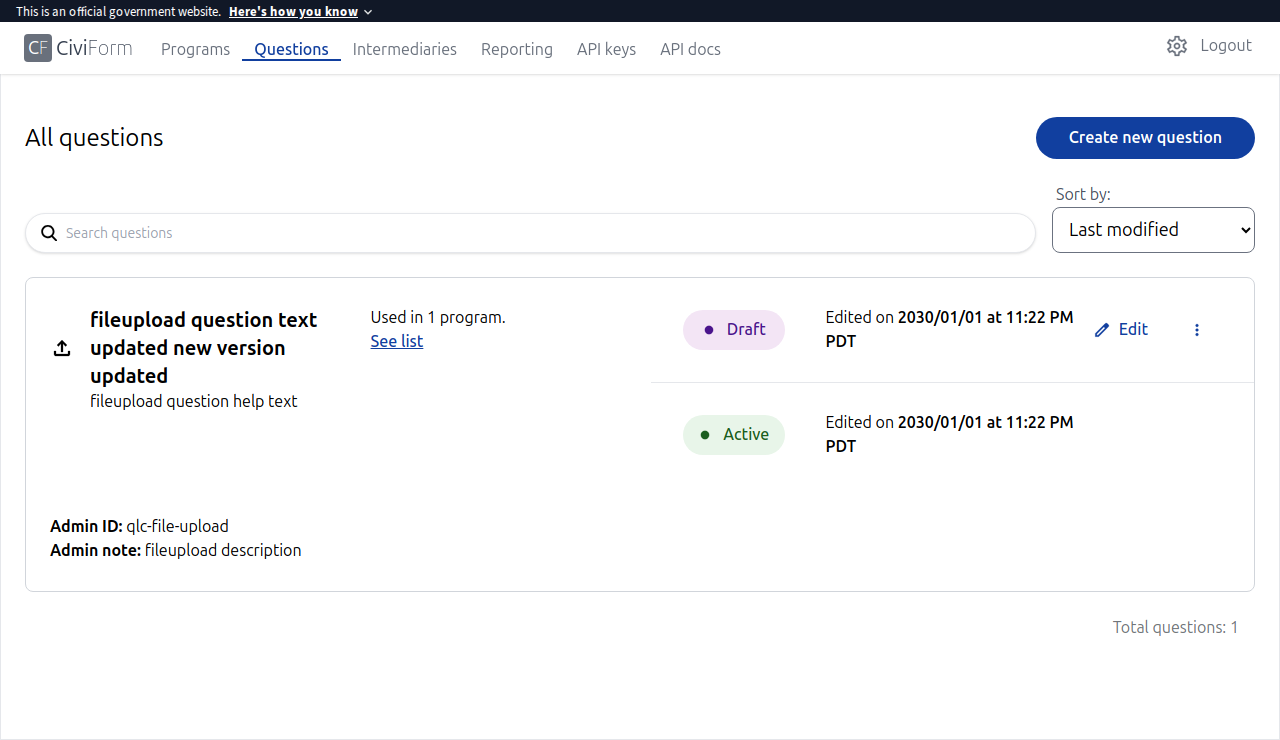 This is an official government website. Here's how you know
CF CiviForm Programs Questions Intermediaries Reporting API keys API docs Logout
All questions
Create new question
Sort by:
Search questions
Last modified
fileupload question text
updated new version
updated
fileupload question help text
Used in 1 program.
See list
Draft
Edited on 2030/01/01 at 11:22 PM
PDT
Edit
Active
Edited on 2030/01/01 at 11:22 PM
PDT
Admin ID: qlc-file-upload
Admin note: fileupload description
Total questions: 1